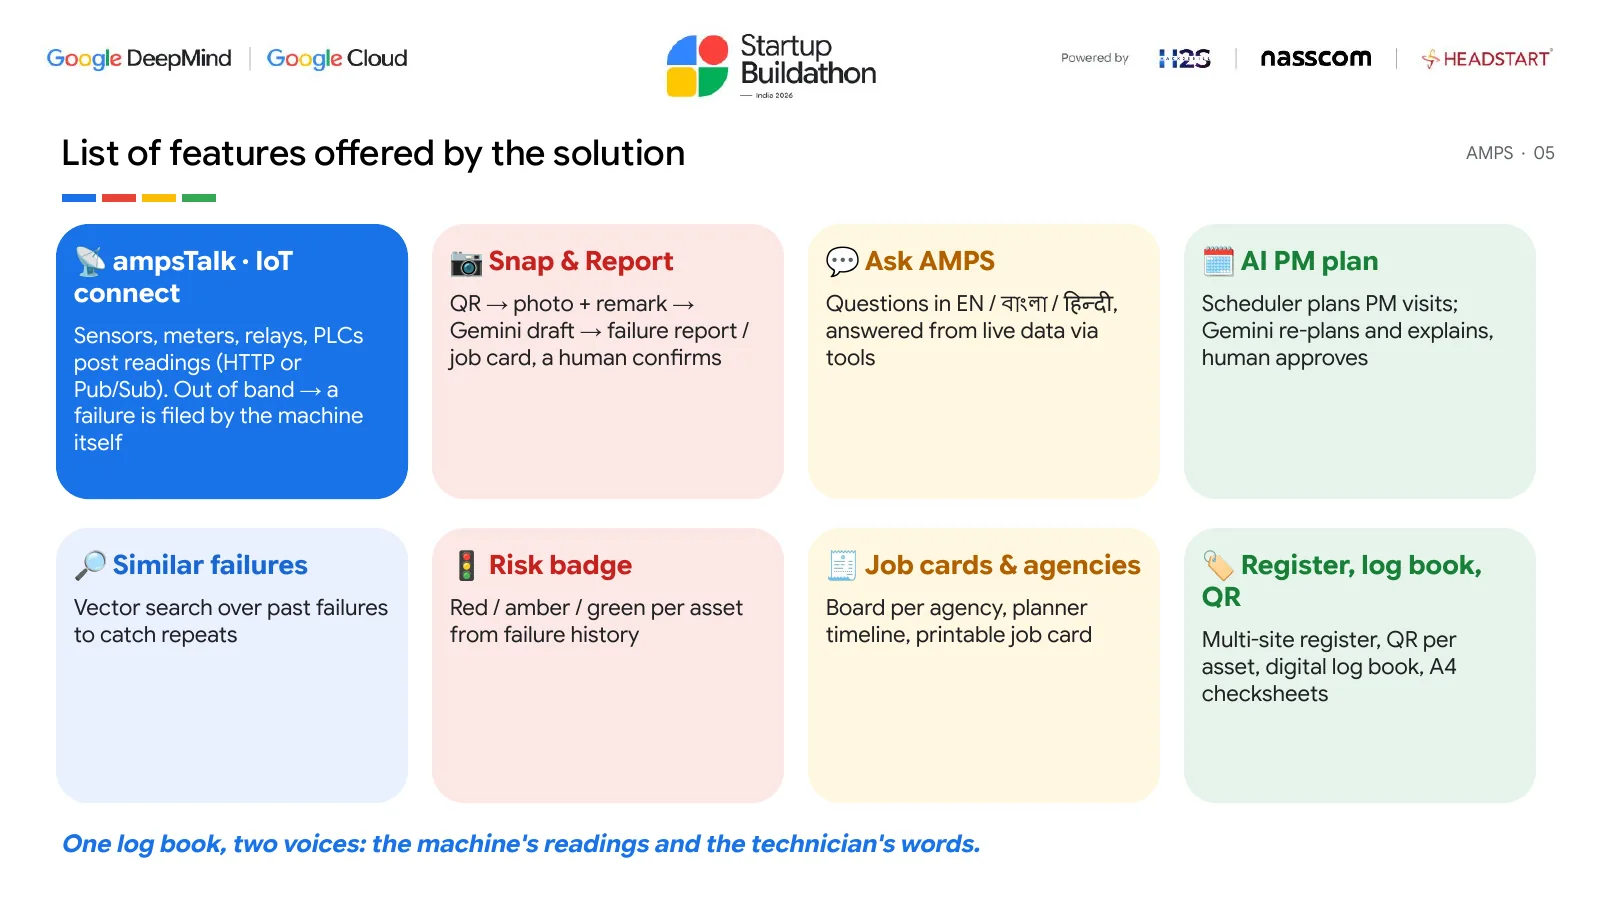 Google DeepMind | Google Cloud
Startup
Buildathon
India 2026
Powered by
H2S
nasscom
HEADSTART
List of features offered by the solution
AMPS · 05
ampsTalk · IoT
connect
Sensors, meters, relays, PLCs
post readings (HTTP or
Pub/Sub). Out of band → a
failure is filed by the machine
itself
Snap & Report
QR → photo + remark →
Gemini draft → failure report /
job card, a human confirms
Ask AMPS
Questions in EN / বাংলা / हिन्दी,
answered from live data via
tools
AI PM plan
Scheduler plans PM visits;
Gemini re-plans and explains,
human approves
Similar failures
Vector search over past failures
to catch repeats
Risk badge
Red / amber / green per asset
from failure history
Job cards & agencies
Board per agency, planner
timeline, printable job card
Register, log book,
QR
Multi-site register, QR per
asset, digital log book, A4
checksheets
One log book, two voices: the machine's readings and the technician's words.